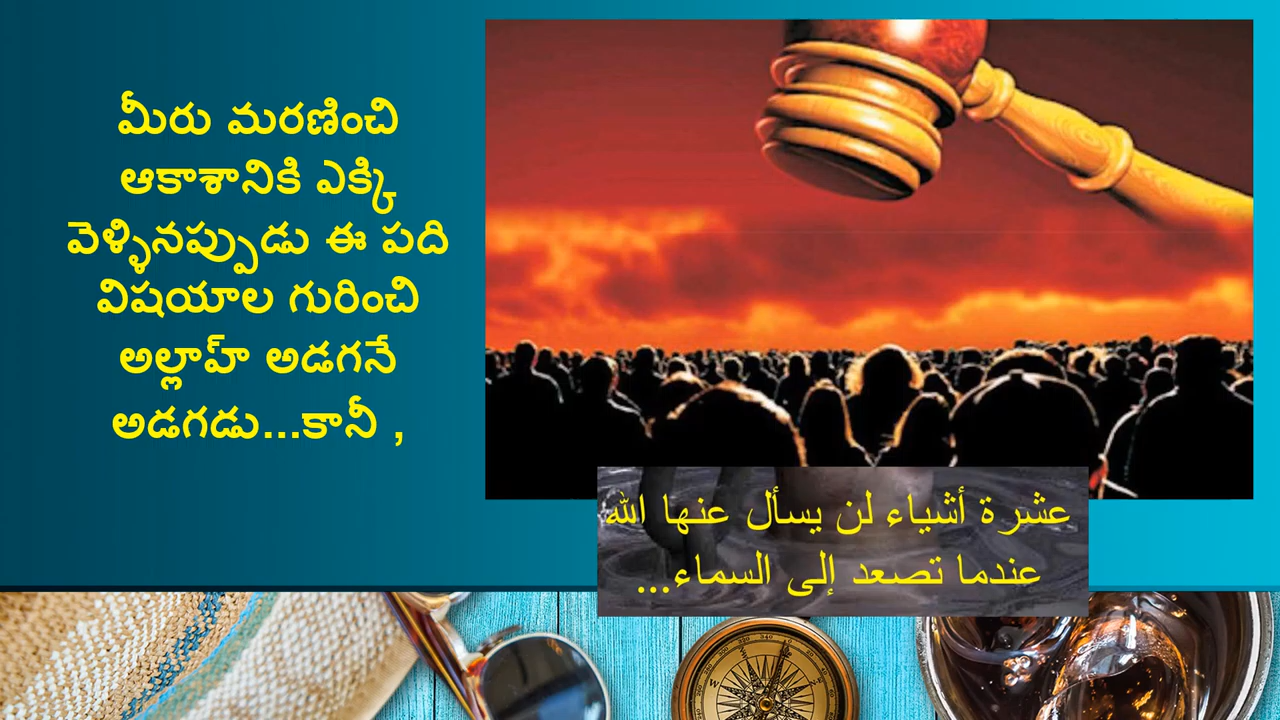 మీరు మరణించి
ఆకాశానికి ఎక్కి
వెళ్ళినప్పుడు ఈ పది
విషయాల గురించి
అల్లాహ్ అడగనే
అడగడు...కానీ ,
عشرة أشياء لن يسأل عنها الله
عندما تصعد إلى السماء...